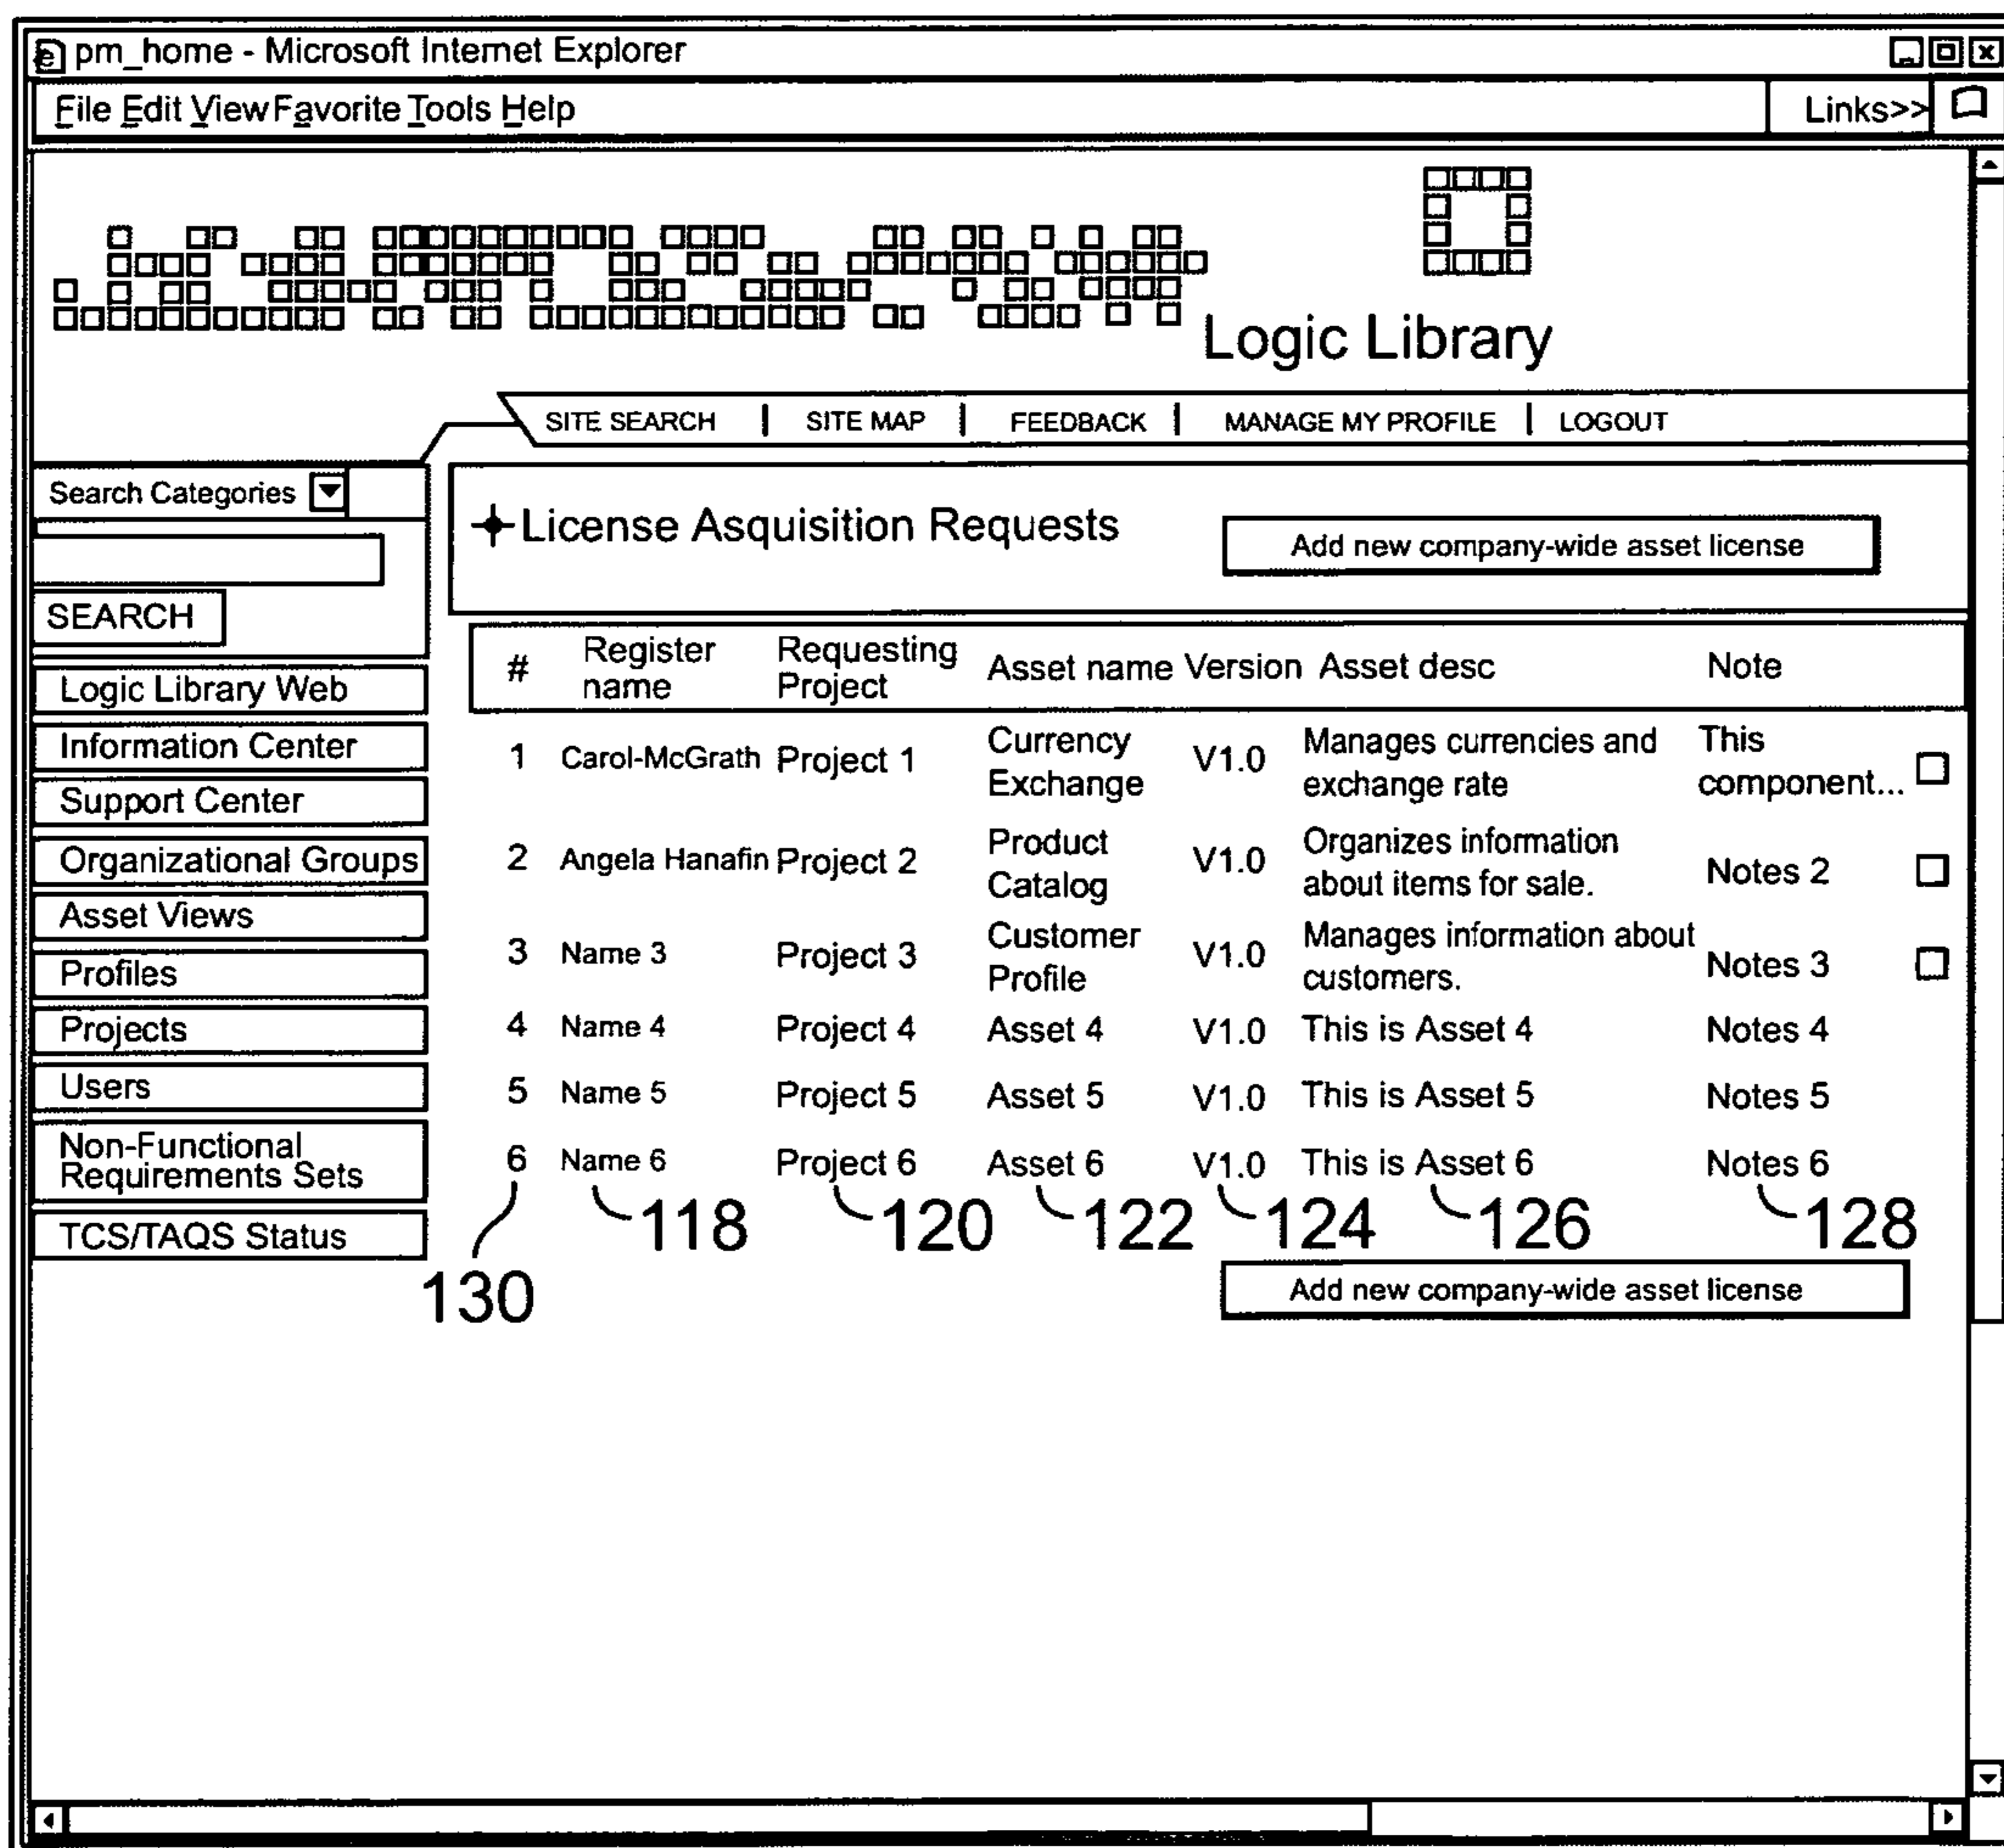 pm_home - Microsoft Internet Explorer
File Edit View Favorite Tools Help
Links>>
Logic Library
SITE SEARCH | SITE MAP | FEEDBACK | MANAGE MY PROFILE | LOGOUT
Search Categories
SEARCH
Logic Library Web
Information Center
Support Center
Organizational Groups
Asset Views
Profiles
Projects
Users
Non-Functional
Requirements Sets
TCS/TAQS Status
License Asquisition Requests
Add new company-wide asset license
# Register name Requesting Project Asset name Version Asset desc Note
1 Carol-McGrath Project 1 Currency Exchange V1.0 Manages currencies and exchange rate This component...
2 Angela Hanafin Project 2 Product Catalog V1.0 Organizes information about items for sale. Notes 2
3 Name 3 Project 3 Customer Profile V1.0 Manages information about customers. Notes 3
4 Name 4 Project 4 Asset 4 V1.0 This is Asset 4 Notes 4
5 Name 5 Project 5 Asset 5 V1.0 This is Asset 5 Notes 5
6 Name 6 Project 6 Asset 6 V1.0 This is Asset 6 Notes 6
118 120 122 124 126 128
130
Add new company-wide asset license